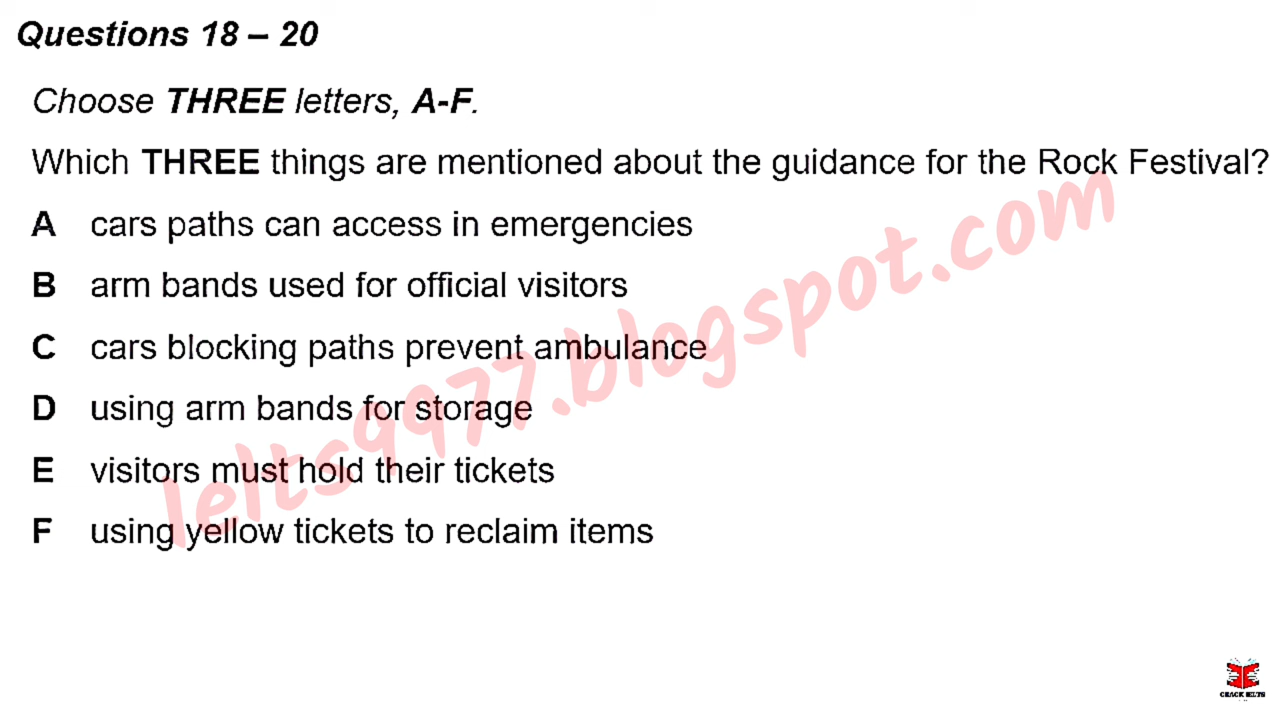 Questions 18 – 20
Choose THREE letters, A-F.
Which THREE things are mentioned about the guidance for the Rock Festival?
A cars paths can access in emergencies
B arm bands used for official visitors
C cars blocking paths prevent ambulance
D using arm bands for storage
E visitors must hold their tickets
F using yellow tickets to reclaim items
Ielts9977.blogspot.com
CRACK IELTS